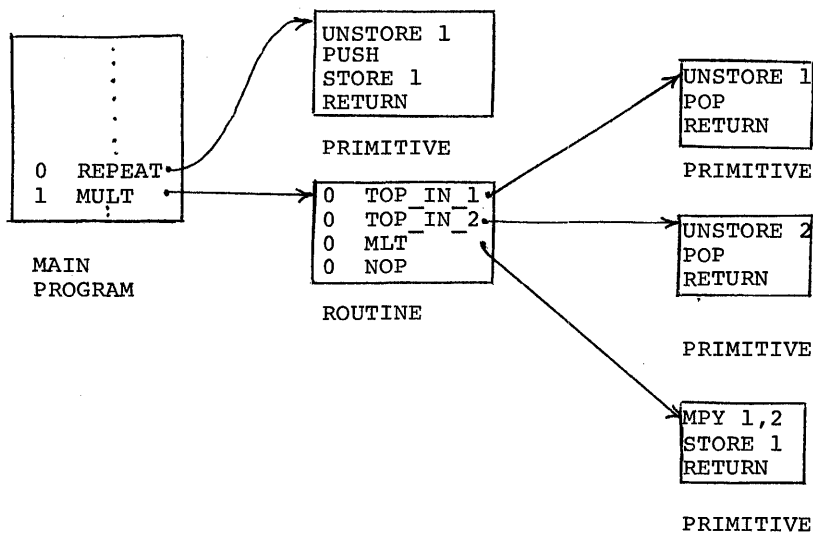 0 REPEAT
1 MULT
MAIN
PROGRAM
UNSTORE 1
PUSH
STORE 1
RETURN
PRIMITIVE
0 TOP_IN_1
0 TOP_IN_2
0 MLT
0 NOP
ROUTINE
UNSTORE 1
POP
RETURN
PRIMITIVE
UNSTORE 2
POP
RETURN
PRIMITIVE
MPY 1,2
STORE 1
RETURN
PRIMITIVE